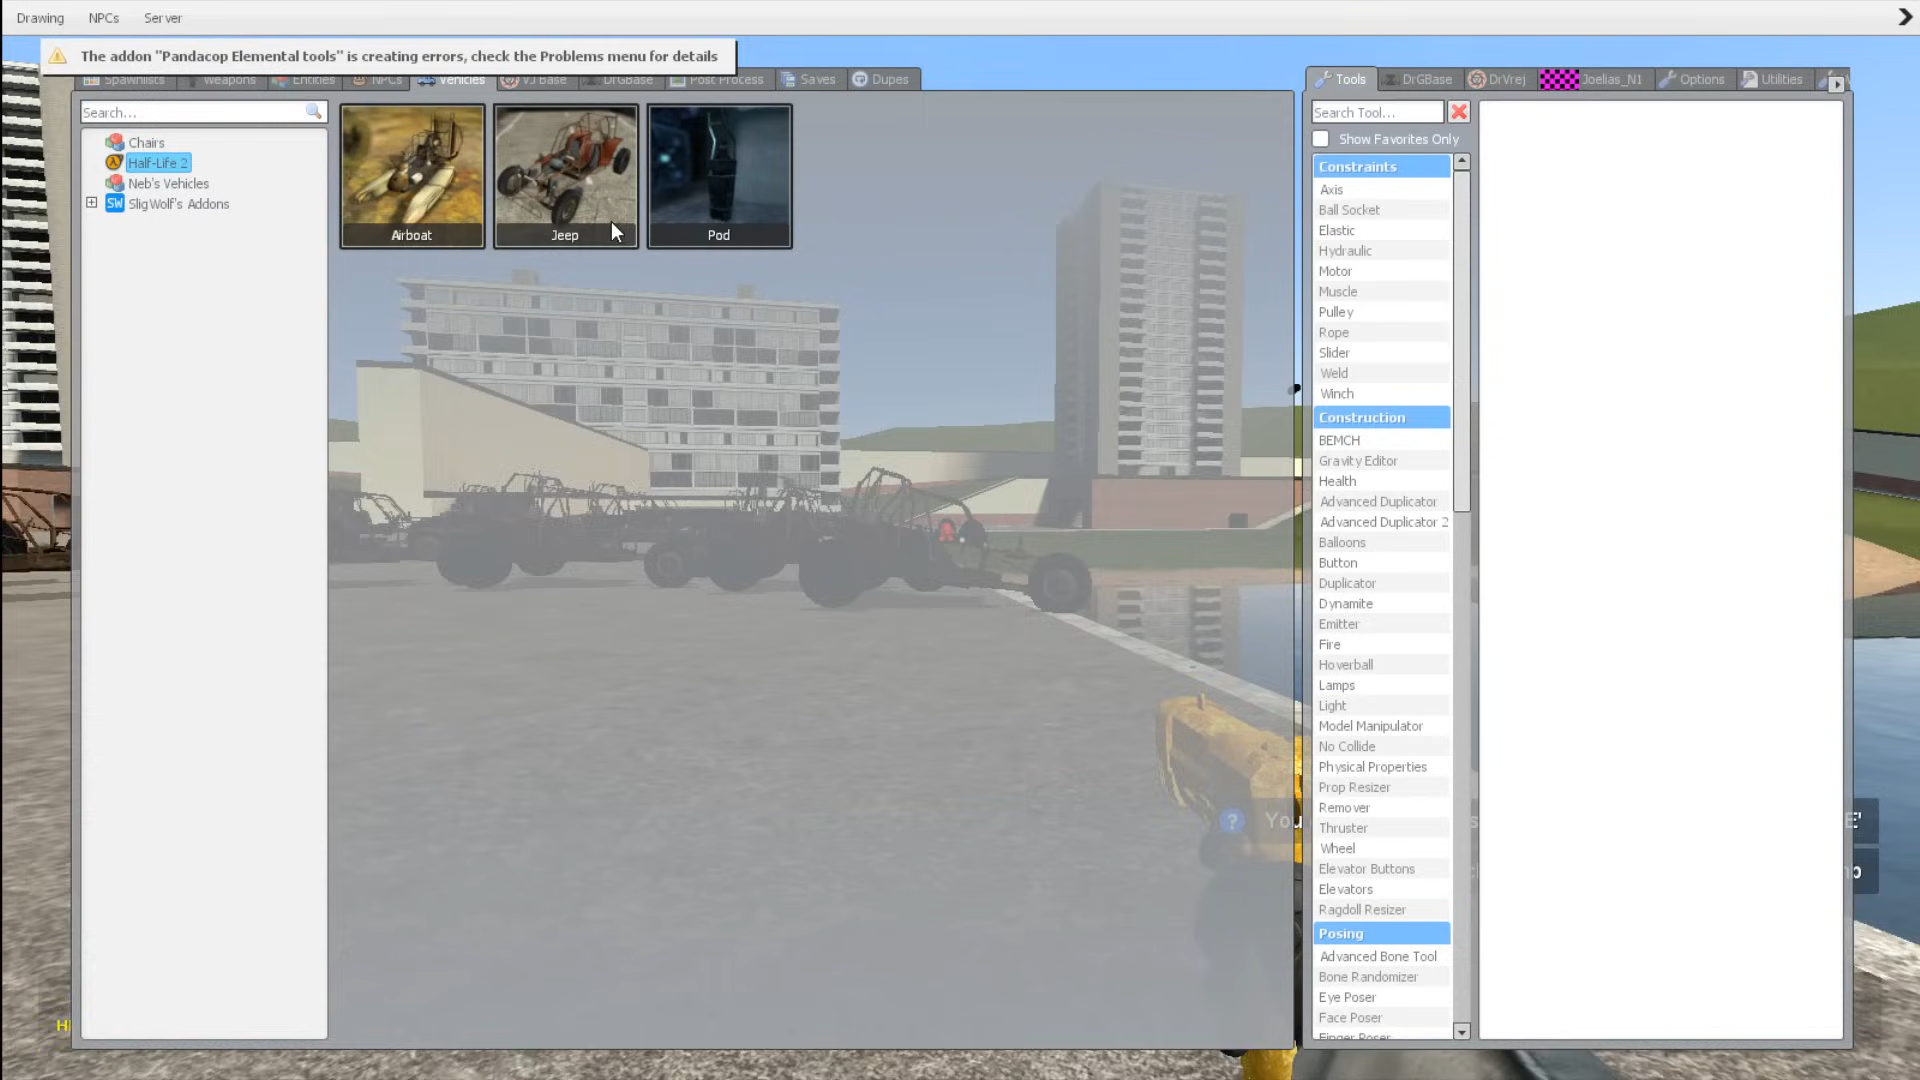 Drawing NPCs Server
The addon "Pandacop Elemental tools" is creating errors, check the Problems menu for details
Spawnlists Weapons Entities NPCs Vehicles VJ Base DrGBase Post Process Saves Dupes
Search...
Chairs
Half-Life 2
Neb's Vehicles
SW SligWolf's Addons
Airboat
Jeep
Pod
Tools DrGBase DrVrej Joelias_N1 Options Utilities
Search Tool...
Show Favorites Only
Constraints
Axis
Ball Socket
Elastic
Hydraulic
Motor
Muscle
Pulley
Rope
Slider
Weld
Winch
Construction
BEMCH
Gravity Editor
Health
Advanced Duplicator
Advanced Duplicator 2
Balloons
Button
Duplicator
Dynamite
Emitter
Fire
Hoverball
Lamps
Light
Model Manipulator
No Collide
Physical Properties
Prop Resizer
Remover
Thruster
Wheel
Elevator Buttons
Elevators
Ragdoll Resizer
Posing
Advanced Bone Tool
Bone Randomizer
Eye Poser
Face Poser
Finger Poser